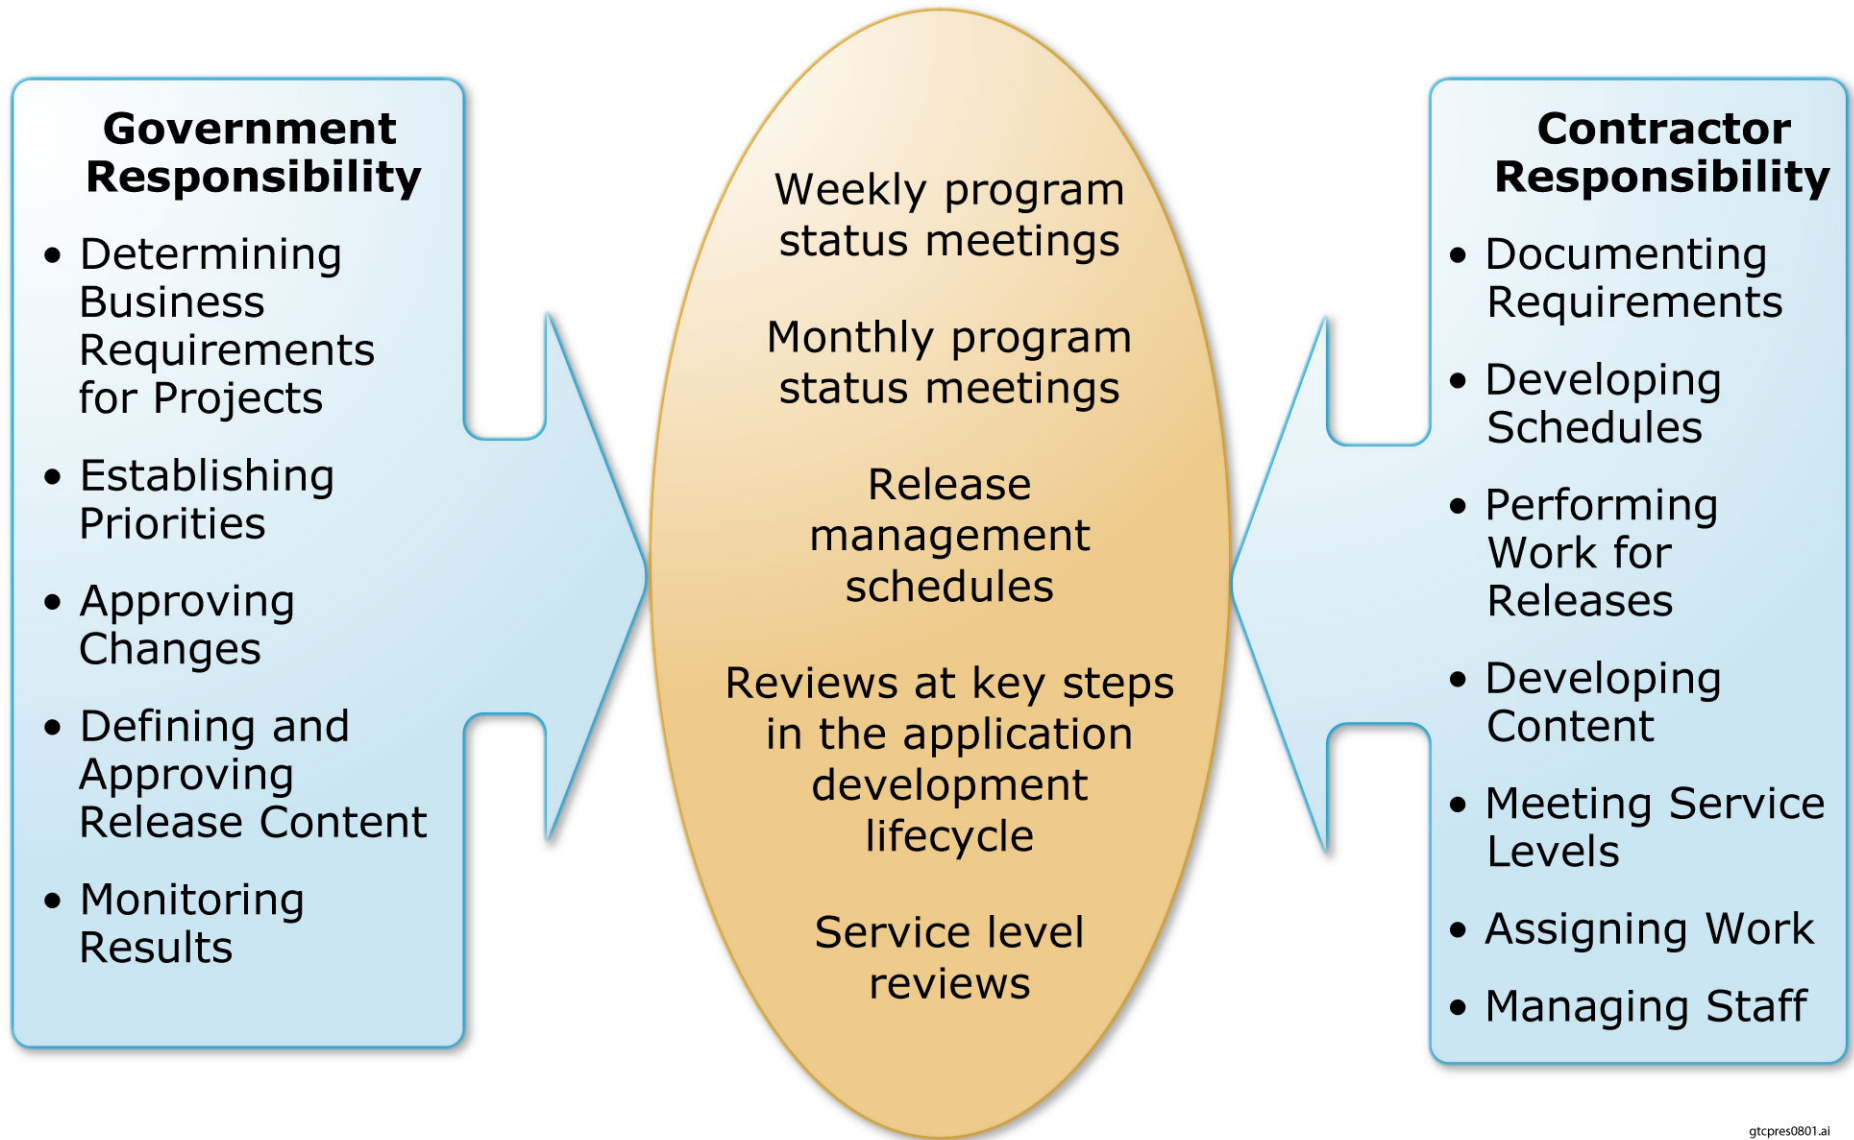 Government
Responsibility
• Determining
Business
Requirements
for Projects
• Establishing
Priorities
• Approving
Changes
• Defining and
Approving
Release Content
• Monitoring
Results
Weekly program
status meetings
Monthly program
status meetings
Release
management
schedules
Reviews at key steps
in the application
development
lifecycle
Service level
reviews
Contractor
Responsibility
• Documenting
Requirements
• Developing
Schedules
• Performing
Work for
Releases
• Developing
Content
• Meeting Service
Levels
• Assigning Work
• Managing Staff
gtcpres0801.ai